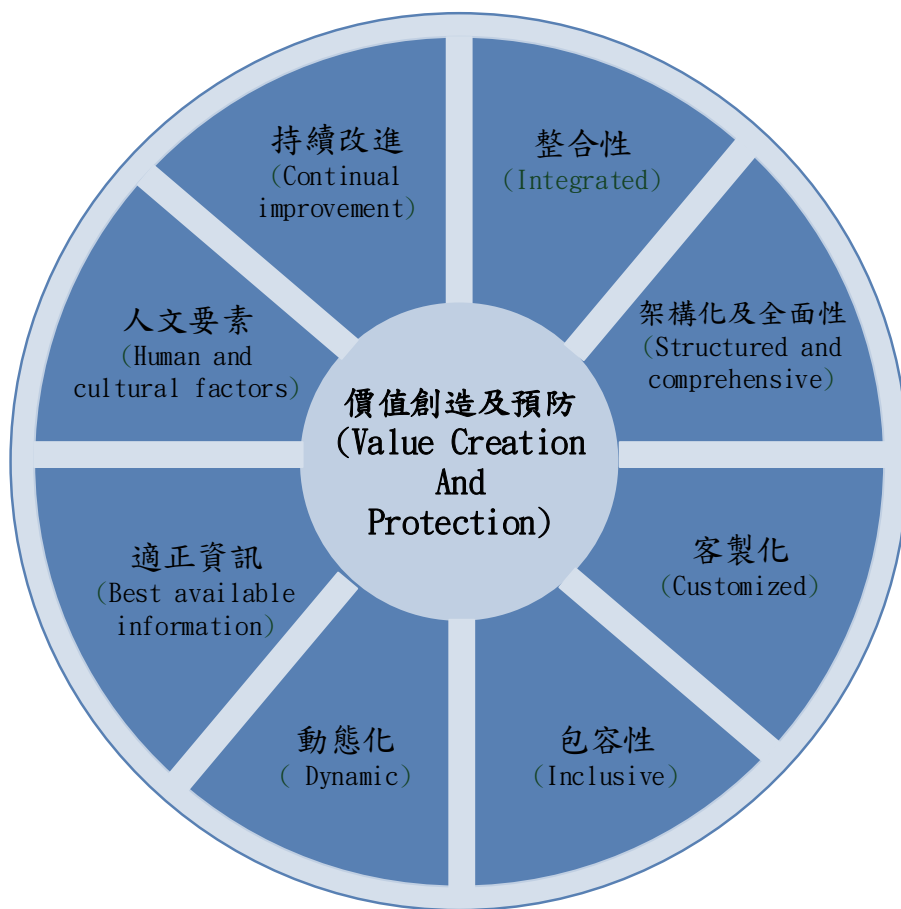 持續改進
(Continual
improvement)
整合性
(Integrated)
架構化及全面性
(Structured and
comprehensive)
客製化
(Customized)
包容性
(Inclusive)
動態化
( Dynamic)
適正資訊
(Best available
information)
人文要素
(Human and
cultural factors)
價值創造及預防
(Value Creation
And
Protection)